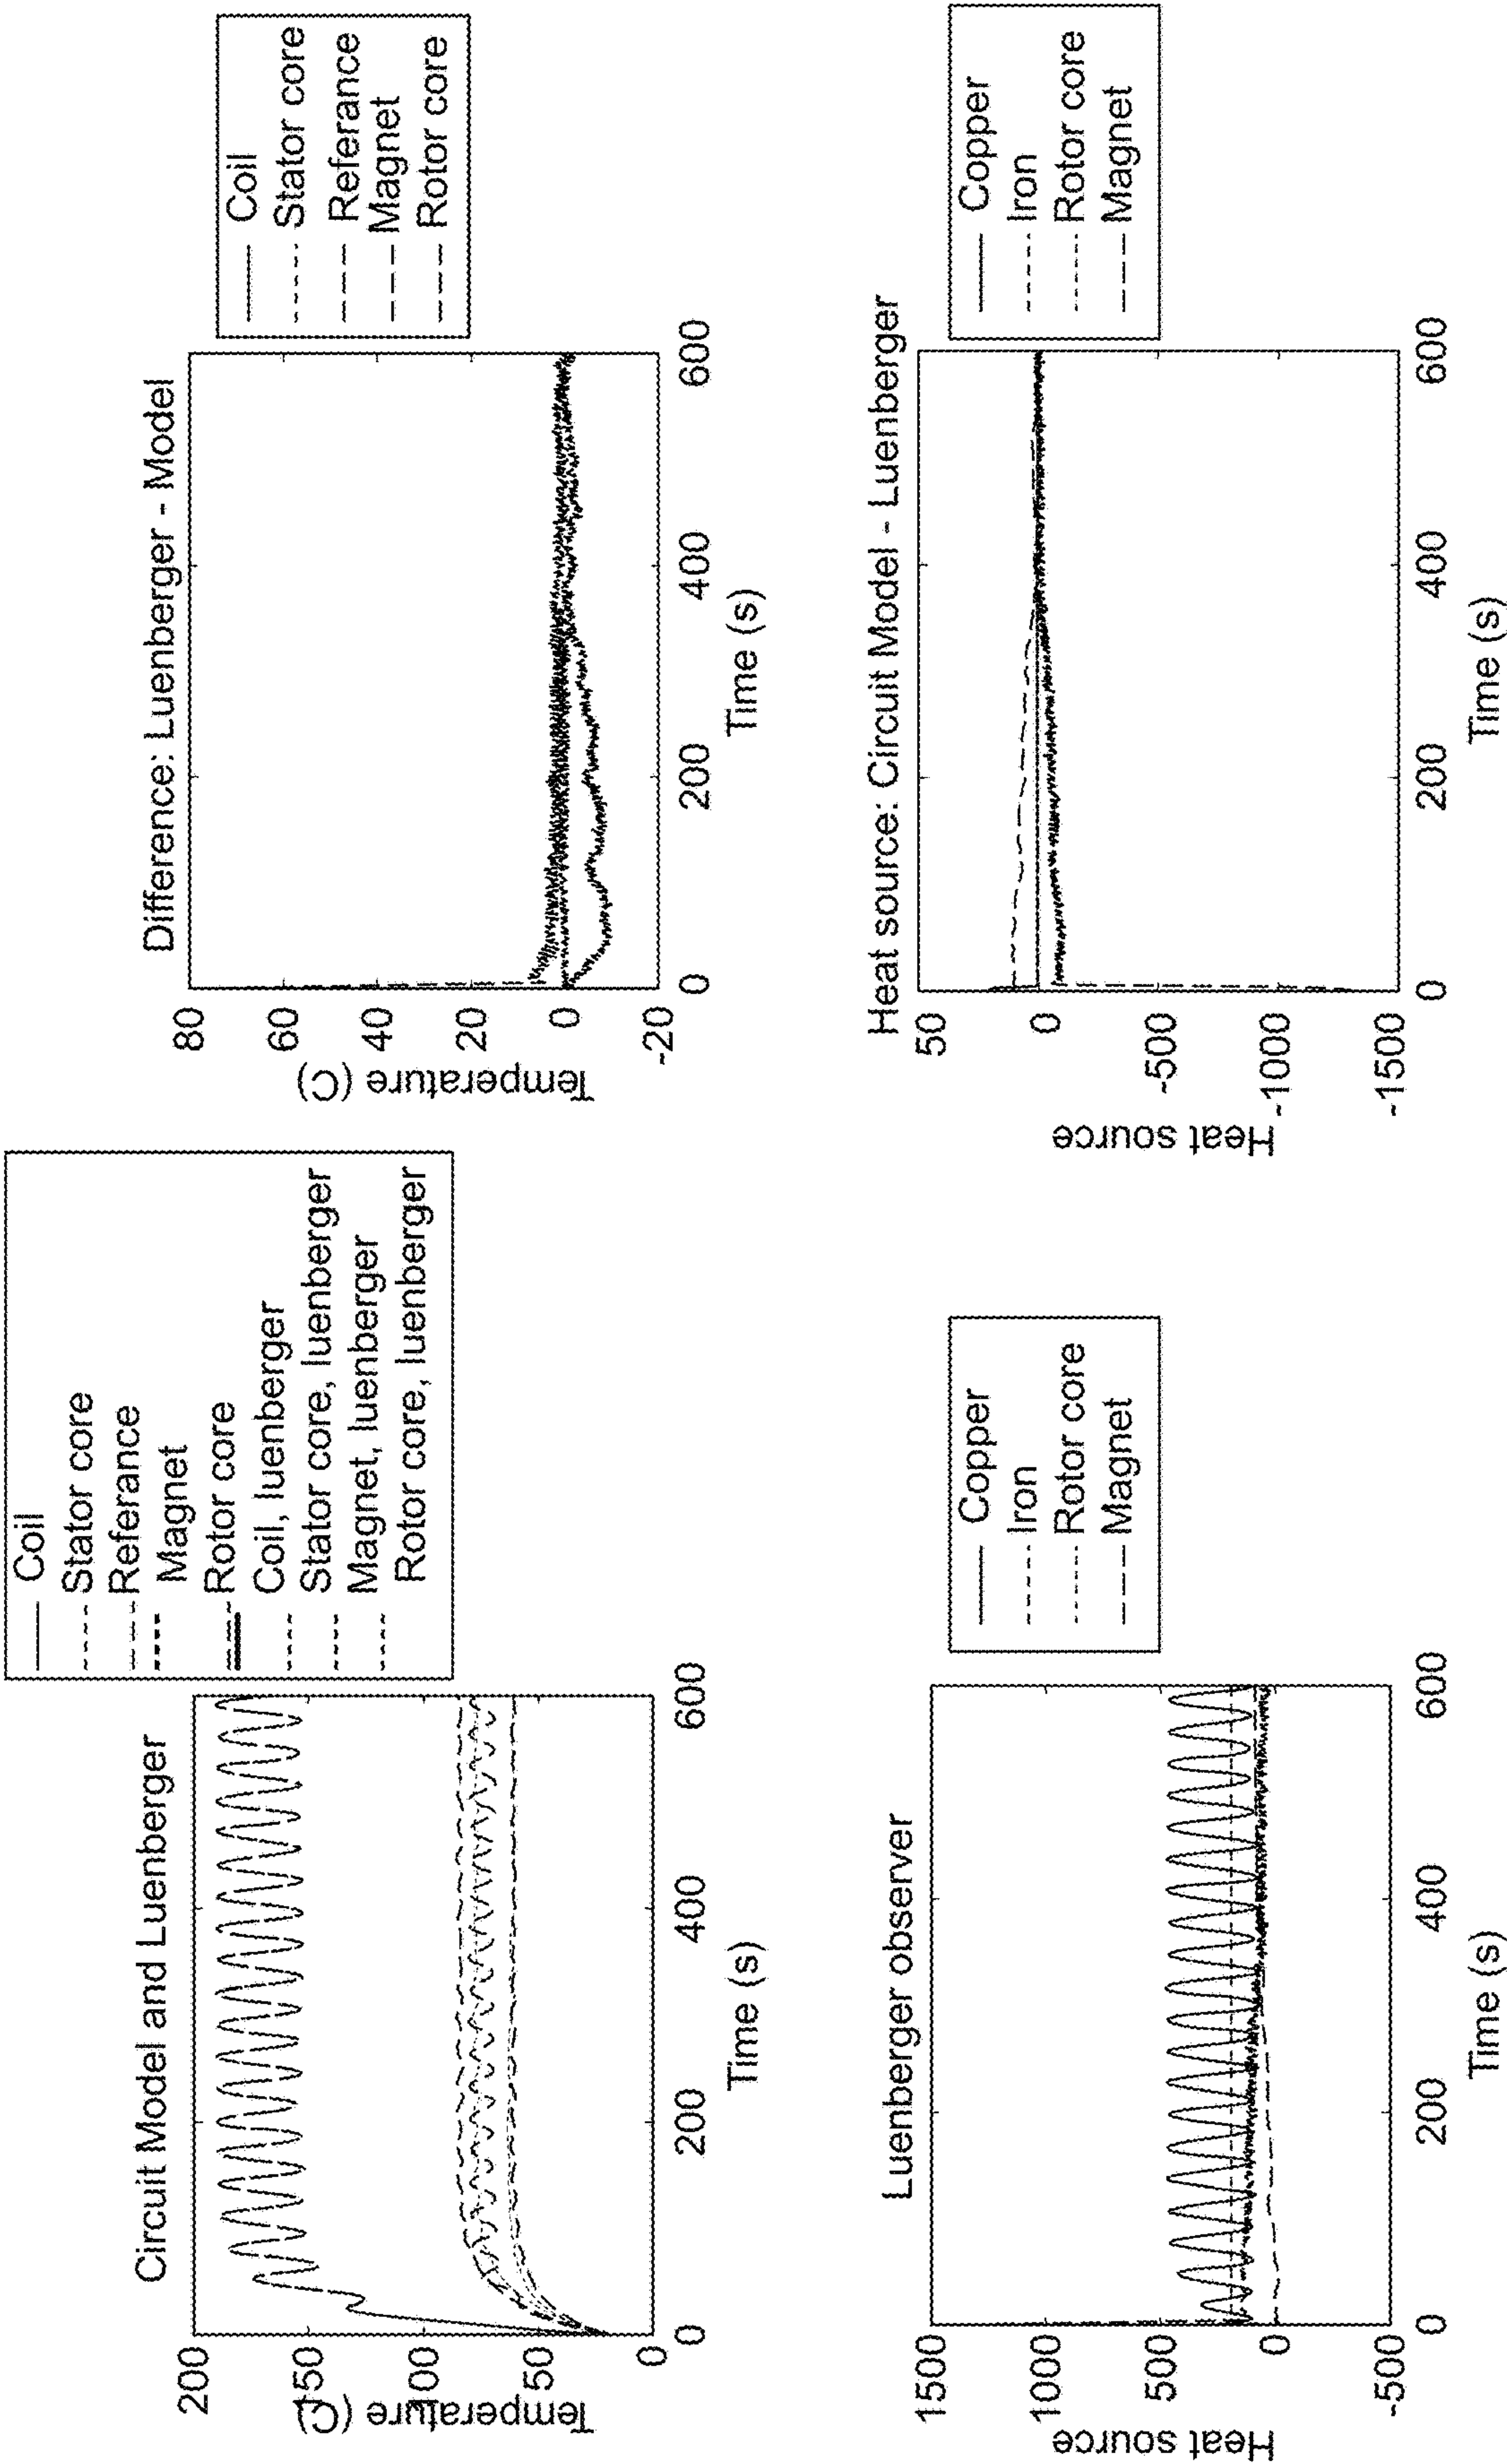 Circuit Model and Luenberger
Temperature (C)
200
150
100
50
0
0
200
400
600
Time (s)
Coil
Stator core
Referance
Magnet
Rotor core
Coil, luenberger
Stator core, luenberger
Magnet, luenberger
Rotor core, luenberger
Difference: Luenberger - Model
Temperature (C)
80
60
40
20
0
-20
0
200
400
600
Time (s)
Coil
Stator core
Referance
Magnet
Rotor core
Luenberger observer
Heat source
1500
1000
500
0
-500
0
200
400
600
Time (s)
Copper
Iron
Rotor core
Magnet
Heat source: Circuit Model - Luenberger
Heat source
50
0
-500
-1000
-1500
0
200
400
600
Time (s)
Copper
Iron
Rotor core
Magnet